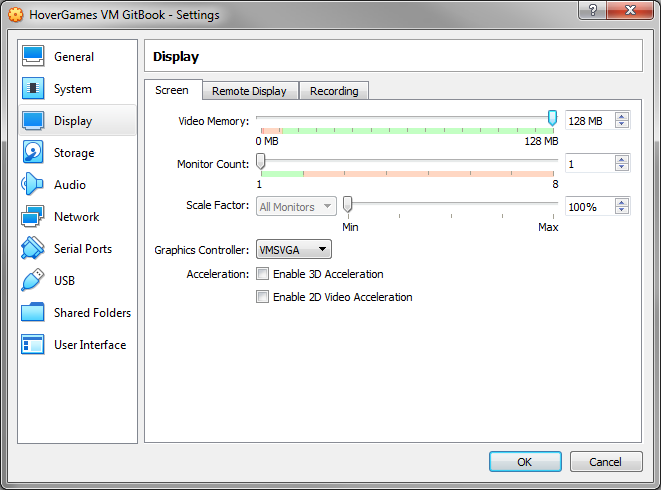 HoverGames VM GitBook - Settings
?
General
System
Display
Storage
Audio
Network
Serial Ports
USB
Shared Folders
User Interface
Display
Screen Remote Display Recording
Video Memory: 128 MB
0 MB 128 MB
Monitor Count: 1
1 8
Scale Factor: All Monitors 100%
Min Max
Graphics Controller: VMSVGA
Acceleration: Enable 3D Acceleration
Enable 2D Video Acceleration
OK Cancel